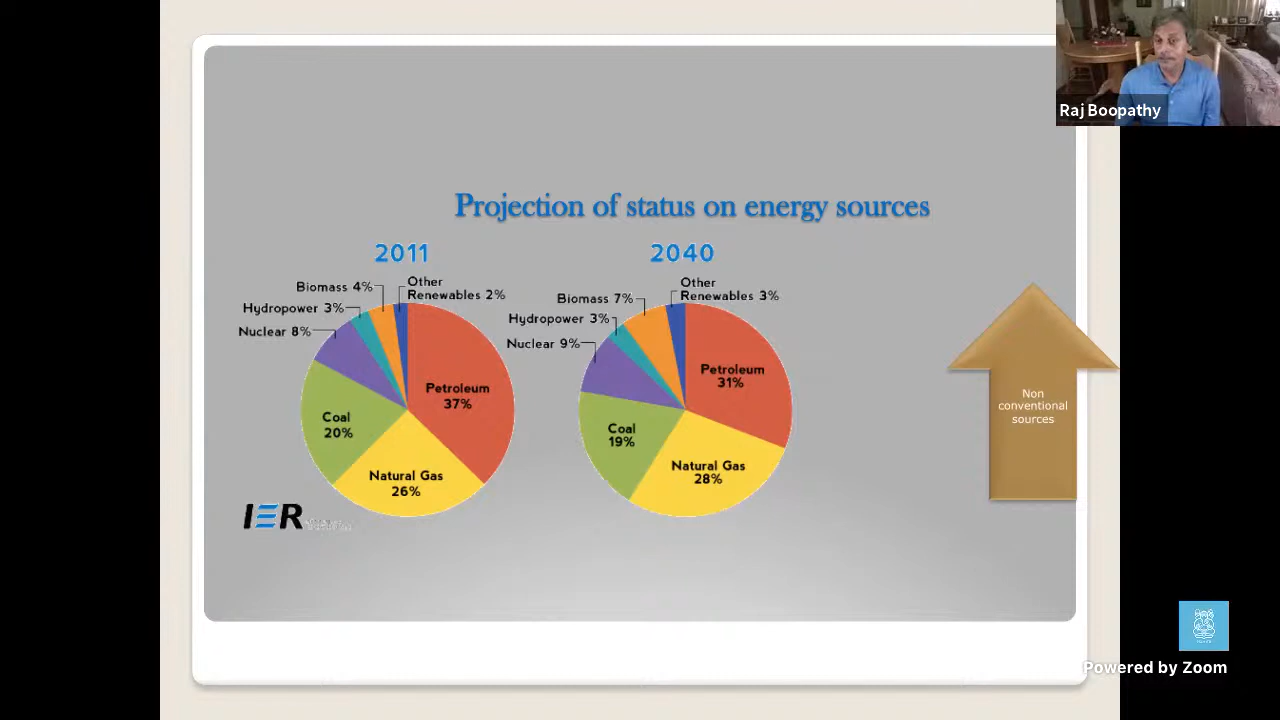 Raj Boopathy
Projection of status on energy sources
2011
Other
Renewables 2%
Biomass 4%
Hydropower 3%
Nuclear 8%
Petroleum
37%
Coal
20%
Natural Gas
26%
IER
2040
Other
Renewables 3%
Biomass 7%
Hydropower 3%
Nuclear 9%
Petroleum
31%
Coal
19%
Natural Gas
28%
Non
conventional
sources
Powered by Zoom